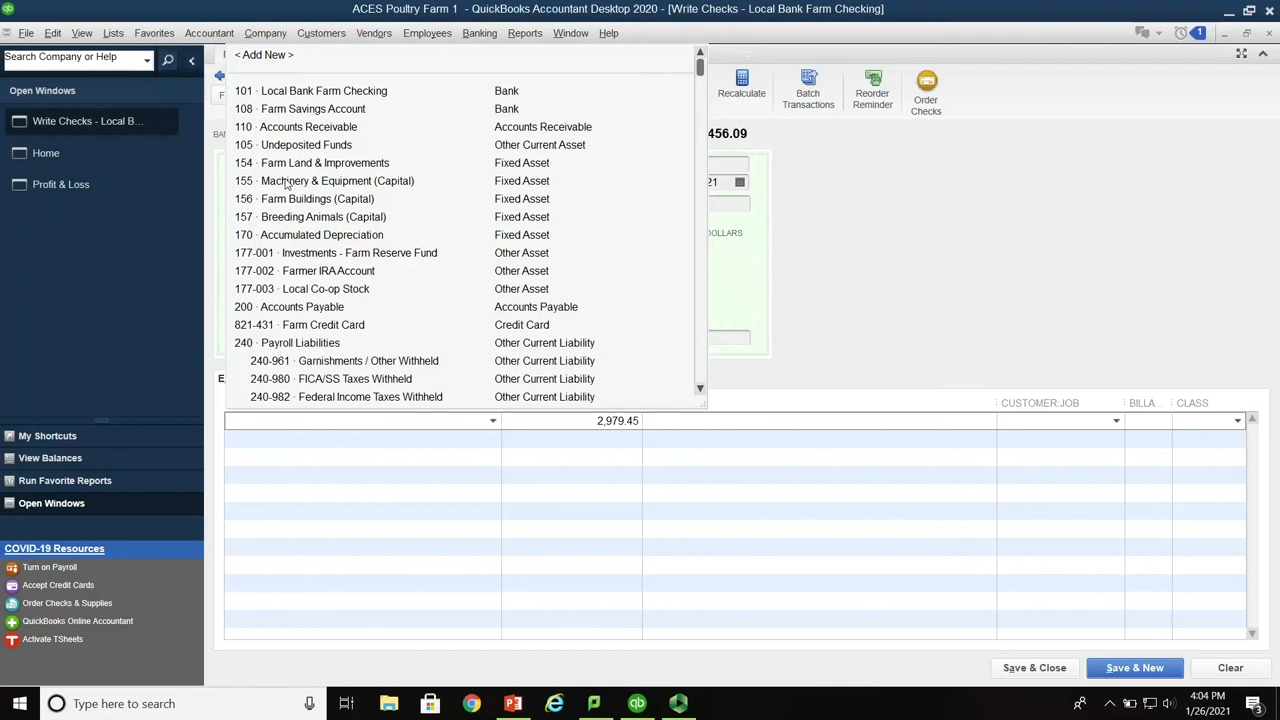 ACES Poultry Farm 1 - QuickBooks Accountant Desktop 2020 - [Write Checks - Local Bank Farm Checking]
File Edit View Lists Favorites Accountant Company Customers Vendors Employees Banking Reports Window Help
1
Search Company or Help
Open Windows
Write Checks - Local B...
Home
Profit & Loss
< Add New >
101 · Local Bank Farm Checking Bank
108 · Farm Savings Account Bank
110 · Accounts Receivable Accounts Receivable
105 · Undeposited Funds Other Current Asset
154 · Farm Land & Improvements Fixed Asset
155 · Machinery & Equipment (Capital) Fixed Asset
156 · Farm Buildings (Capital) Fixed Asset
157 · Breeding Animals (Capital) Fixed Asset
170 · Accumulated Depreciation Fixed Asset
177-001 · Investments - Farm Reserve Fund Other Asset
177-002 · Farmer IRA Account Other Asset
177-003 · Local Co-op Stock Other Asset
200 · Accounts Payable Accounts Payable
821-431 · Farm Credit Card Credit Card
240 · Payroll Liabilities Other Current Liability
240-961 · Garnishments / Other Withheld Other Current Liability
240-980 · FICA/SS Taxes Withheld Other Current Liability
240-982 · Federal Income Taxes Withheld Other Current Liability
Recalculate
Batch Transactions
Reorder Reminder
Order Checks
456.09
21
DOLLARS
CUSTOMER:JOB BILLA... CLASS
2,979.45
My Shortcuts
View Balances
Run Favorite Reports
Open Windows
COVID-19 Resources
Turn on Payroll
Accept Credit Cards
Order Checks & Supplies
QuickBooks Online Accountant
Activate TSheets
Save & Close Save & New Clear
Type here to search
4:04 PM
1/26/2021
3